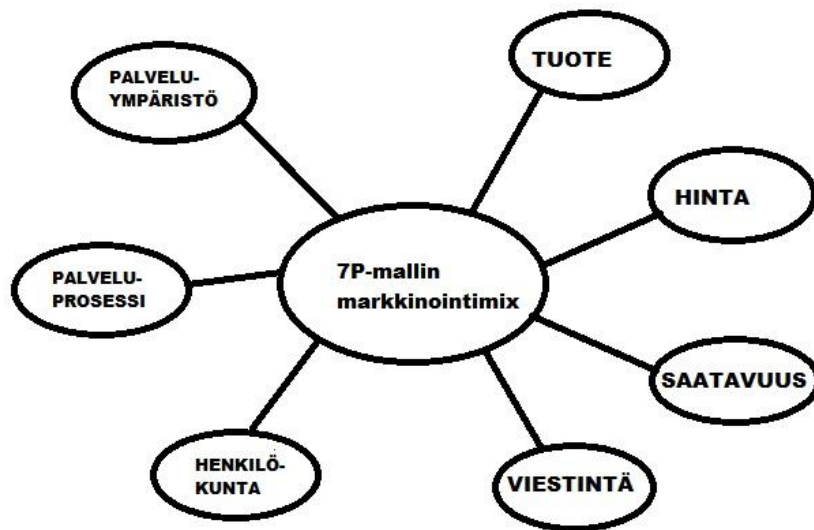 PALVELU-
YMPÄRISTÖ
TUOTE
HINTA
7P-mallin
markkinointimix
PALVELU-
PROSESSI
SAATAVUUS
HENKILÖ-
KUNTA
VIESTINTÄ